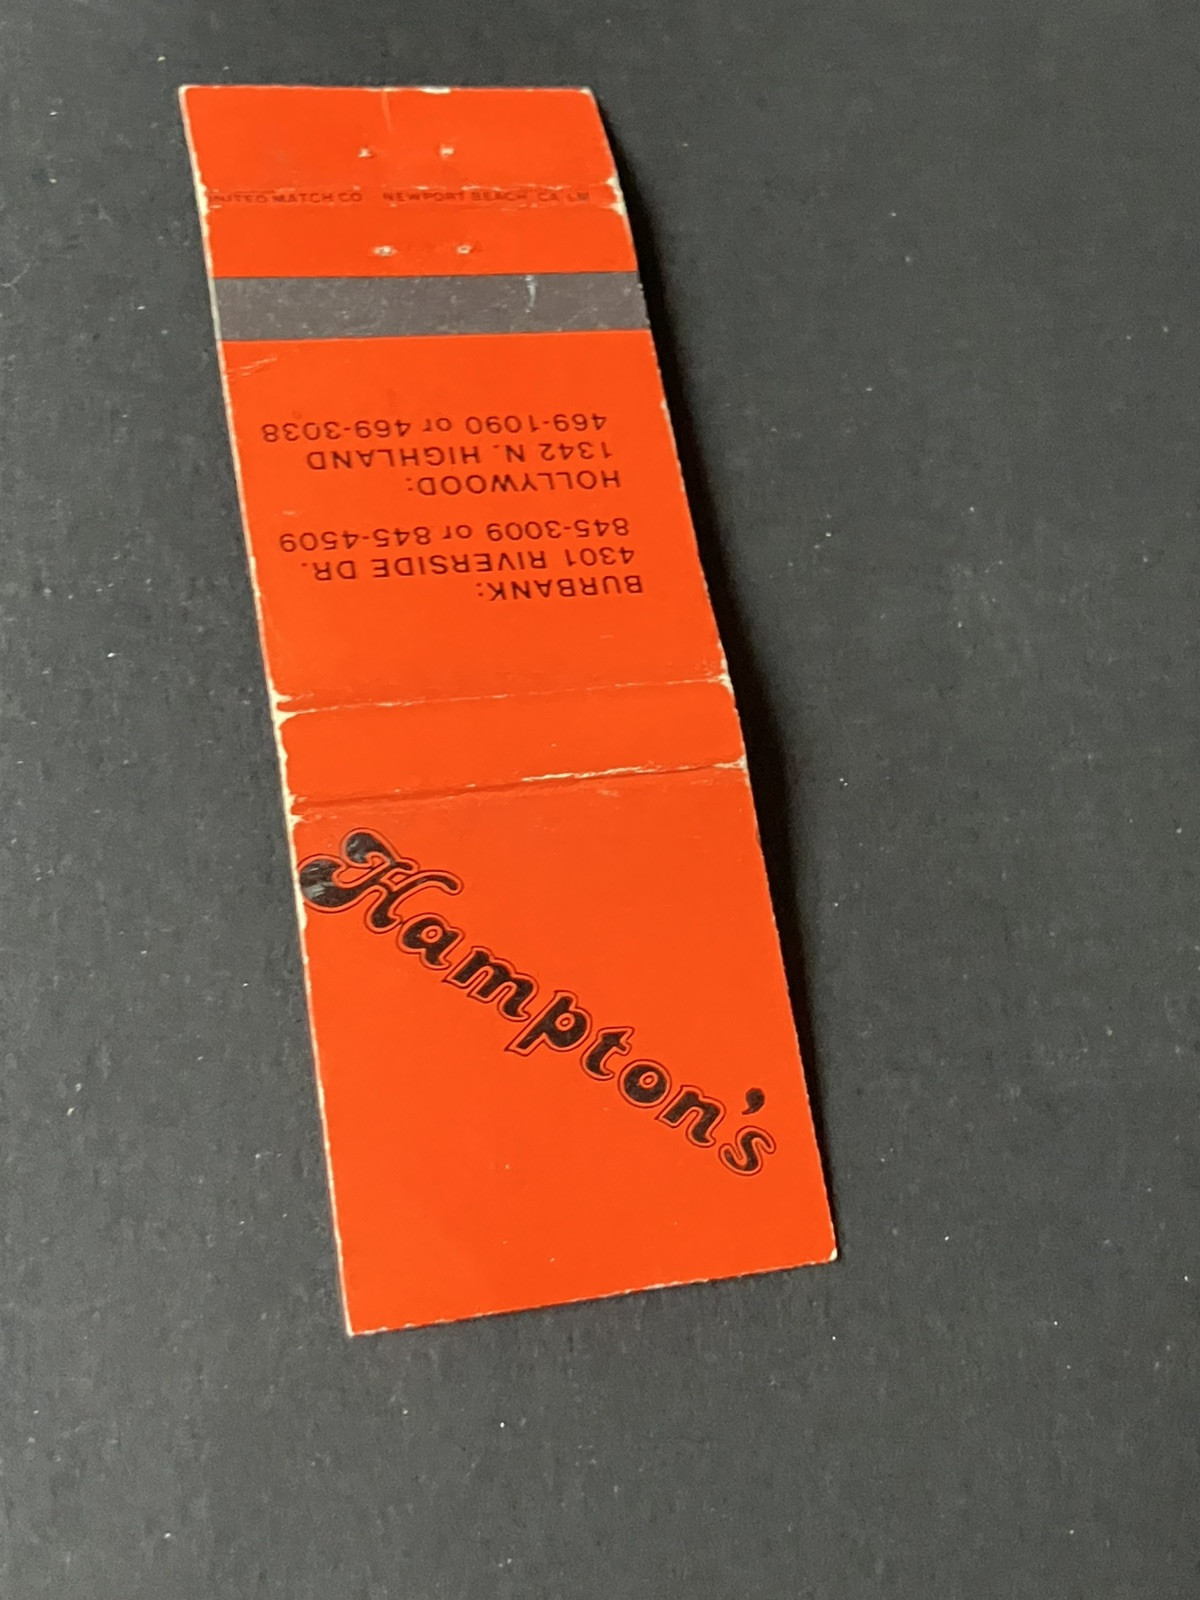 Hampton's
BURBANK:
4301 RIVERSIDE DR.
845-3009 or 845-4509
HOLLYWOOD:
1342 N. HIGHLAND
469-1090 or 469-3038
UNITED MATCH CO NEWPORT BEACH, CA LM